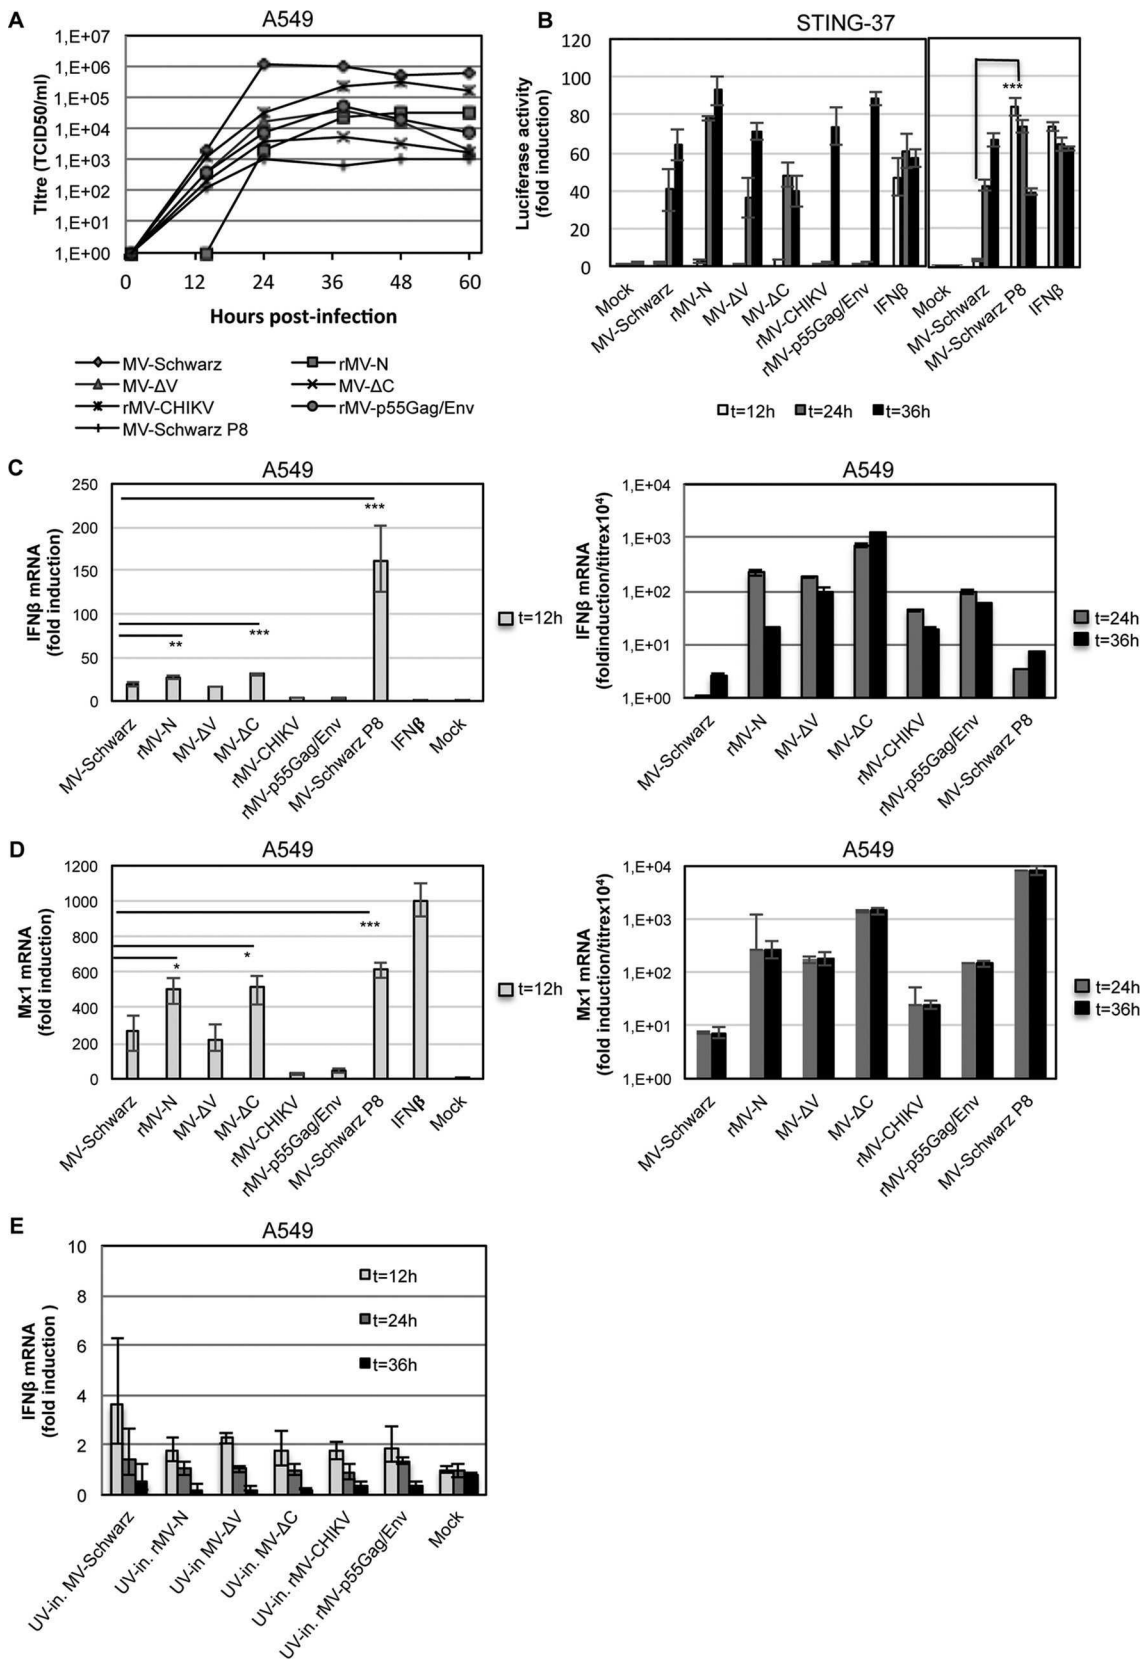 A
A549
TItre (TCID50/ml)
1,E+07
1,E+06
1,E+05
1,E+04
1,E+03
1,E+02
1,E+01
1,E+00
0 12 24 36 48 60
Hours post-infection
MV-Schwarz rMV-N
MV-ΔV MV-ΔC
rMV-CHIKV rMV-p55Gag/Env
MV-Schwarz P8
B
STING-37
Luciferase activity
(fold induction)
120
100
80
60
40
20
0
***
Mock MV-Schwarz rMV-N MV-ΔV MV-ΔC rMV-CHIKV rMV-p55Gag/Env IFNβ Mock MV-Schwarz MV-Schwarz P8 IFNβ
t=12h t=24h t=36h
C
A549
IFNβ mRNA
(fold induction)
250
200
150
100
50
0
***
***
**
t=12h
MV-Schwarz rMV-N MV-ΔV MV-ΔC rMV-CHIKV rMV-p55Gag/Env MV-Schwarz P8 IFNβ Mock
A549
IFNβ mRNA
(foldinduction/titrex10⁴)
1,E+04
1,E+03
1,E+02
1,E+01
1,E+00
t=24h
t=36h
MV-Schwarz rMV-N MV-ΔV MV-ΔC rMV-CHIKV rMV-p55Gag/Env MV-Schwarz P8
D
A549
Mx1 mRNA
(fold induction)
1200
1000
800
600
400
200
0
***
*
*
t=12h
MV-Schwarz rMV-N MV-ΔV MV-ΔC rMV-CHIKV rMV-p55Gag/Env MV-Schwarz P8 IFNβ Mock
A549
Mx1 mRNA
(fold induction/titrex10⁴)
1,E+04
1,E+03
1,E+02
1,E+01
1,E+00
t=24h
t=36h
MV-Schwarz rMV-N MV-ΔV MV-ΔC rMV-CHIKV rMV-p55Gag/Env MV-Schwarz P8
E
A549
IFNβ mRNA
(fold induction )
10
8
6
4
2
0
t=12h
t=24h
t=36h
UV-in. MV-Schwarz UV-in. rMV-N UV-in MV-ΔV UV-in. MV-ΔC UV-in. rMV-CHIKV UV-in. rMV-p55Gag/Env Mock